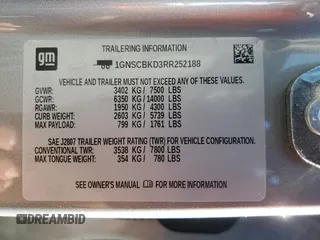 gm
TRAILERING INFORMATION
1GNSCBKD3RR252188
VEHICLE AND TRAILER MUST NOT EXCEED ANY
GVWR: 3402 KG / 7500 LBS
GCWR: 6350 KG / 14000 LBS
RGAWR: 1950 KG / 4300 LBS
CURB WEIGHT: 2603 KG / 5739 LBS
MAX PAYLOAD: 799 KG / 1761 LBS
SAE J2807 TRAILER WEIGHT RATING (TWR) FOR VEHICLE CONFIGURATION.
CONVENTIONAL TWR: 3538 KG / 7800 LBS
MAX TONGUE WEIGHT: 354 KG / 780 LBS
SEE OWNER'S MANUAL FOR MORE INFORMATION
DREAMBID